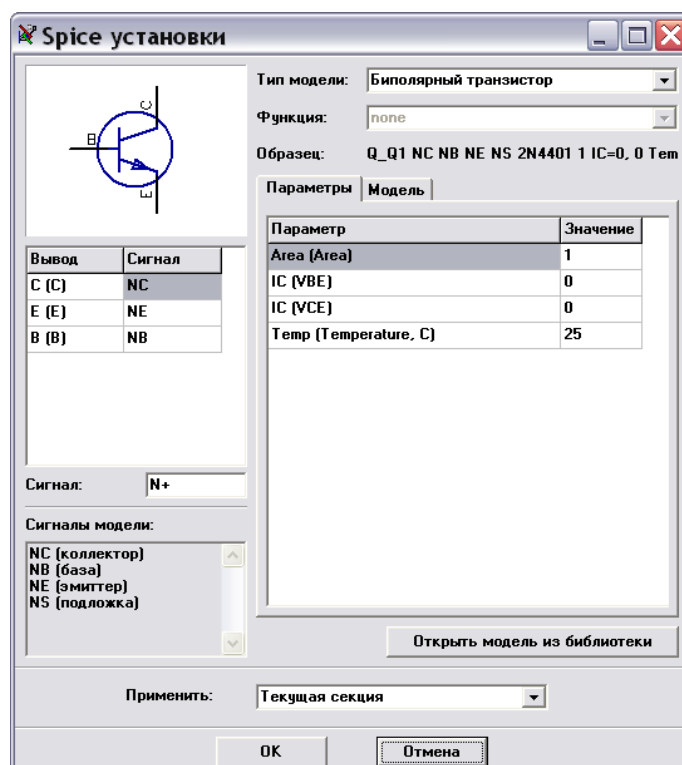 Spice установки
Тип модели: Биполярный транзистор
Функция: none
Образец: Q_Q1 NC NB NE NS 2N4401 1 IC=0, 0 Tem
C
B
E
Параметры Модель
Параметр Значение
Area (Area) 1
IC (VBE) 0
IC (VCE) 0
Temp (Temperature, C) 25
Вывод Сигнал
C (C) NC
E (E) NE
B (B) NB
Сигнал: N+
Сигналы модели:
NC (коллектор)
NB (база)
NE (эмиттер)
NS (подложка)
Открыть модель из библиотеки
Применить: Текущая секция
OK Отмена